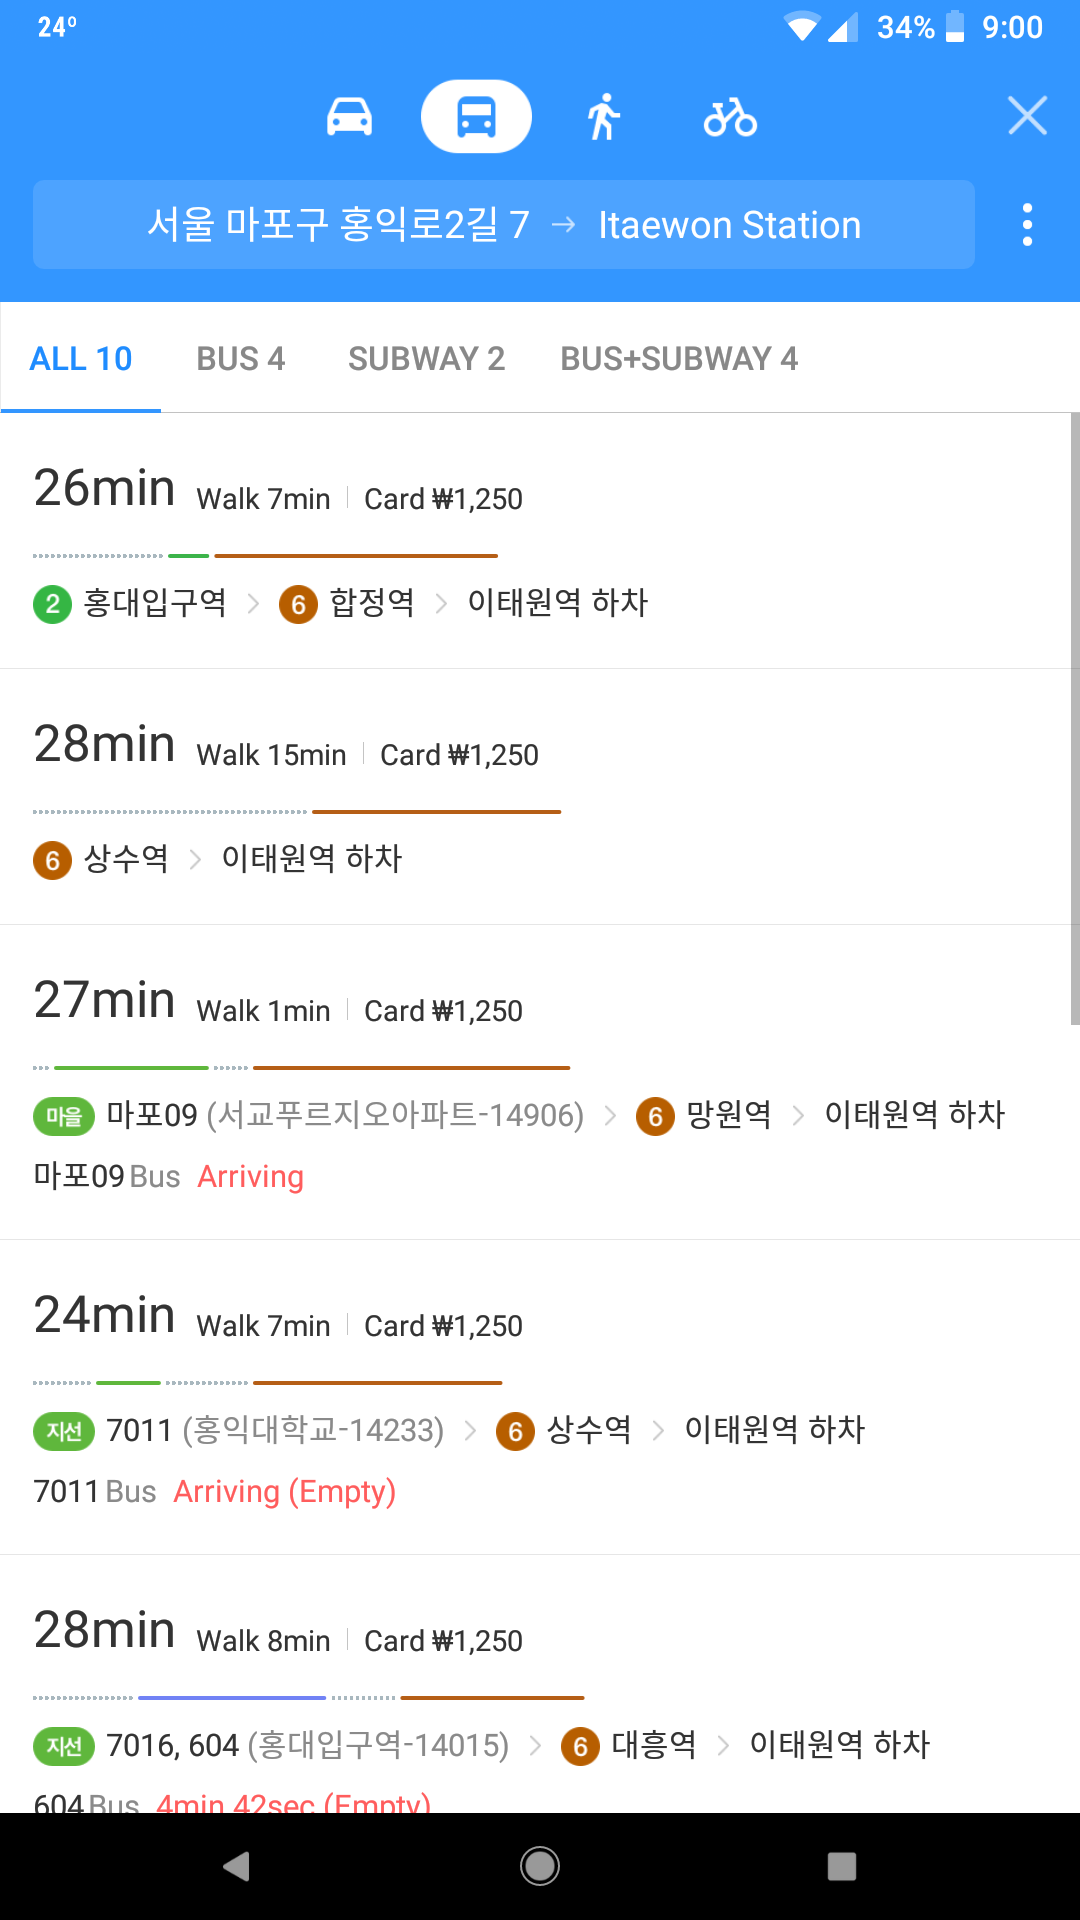 24°
34% 9:00
서울 마포구 홍익로2길 7 → Itaewon Station
ALL 10 BUS 4 SUBWAY 2 BUS+SUBWAY 4
26min Walk 7min Card ₩1,250
2 홍대입구역 > 6 합정역 > 이태원역 하차
28min Walk 15min Card ₩1,250
6 상수역 > 이태원역 하차
27min Walk 1min Card ₩1,250
마을 마포09 (서교푸르지오아파트-14906) > 6 망원역 > 이태원역 하차
마포09 Bus Arriving
24min Walk 7min Card ₩1,250
지선 7011 (홍익대학교-14233) > 6 상수역 > 이태원역 하차
7011 Bus Arriving (Empty)
28min Walk 8min Card ₩1,250
지선 7016, 604 (홍대입구역-14015) > 6 대흥역 > 이태원역 하차
604 Bus 4min 42sec (Empty)